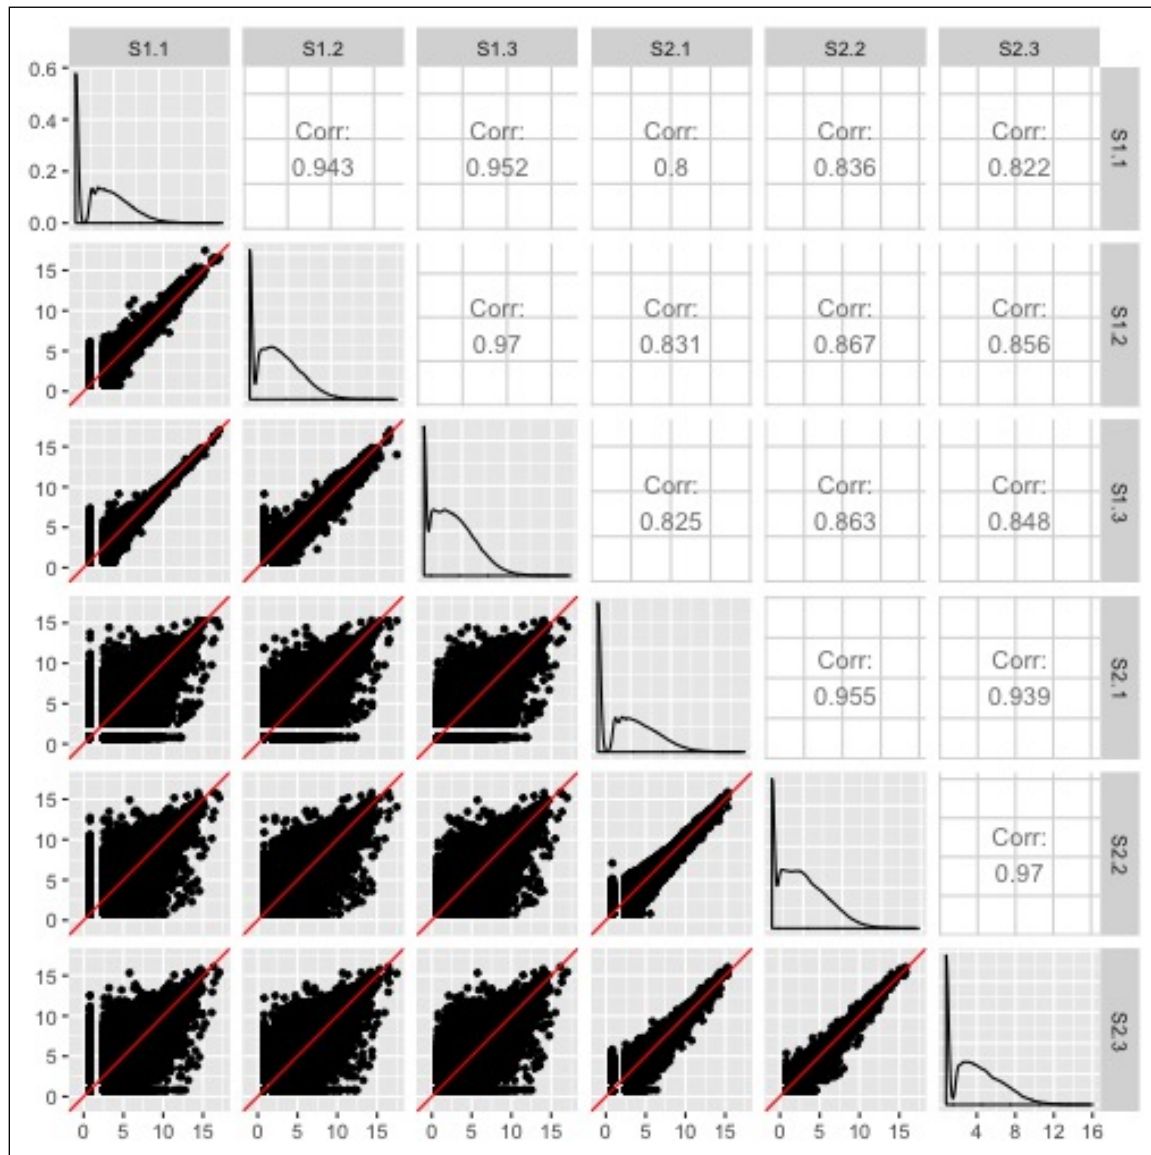 S1.1 S1.2 S1.3 S2.1 S2.2 S2.3
0.6
0.4
0.2
0.0
Corr:
0.943
Corr:
0.952
Corr:
0.8
Corr:
0.836
Corr:
0.822
S1.1
15
10
5
0
Corr:
0.97
Corr:
0.831
Corr:
0.867
Corr:
0.856
S1.2
15
10
5
0
Corr:
0.825
Corr:
0.863
Corr:
0.848
S1.3
15
10
5
0
Corr:
0.955
Corr:
0.939
S2.1
15
10
5
0
Corr:
0.97
S2.2
15
10
5
0
S2.3
0 5 10 15 0 5 10 15 0 5 10 15 0 5 10 15 0 5 10 15 4 8 12 16